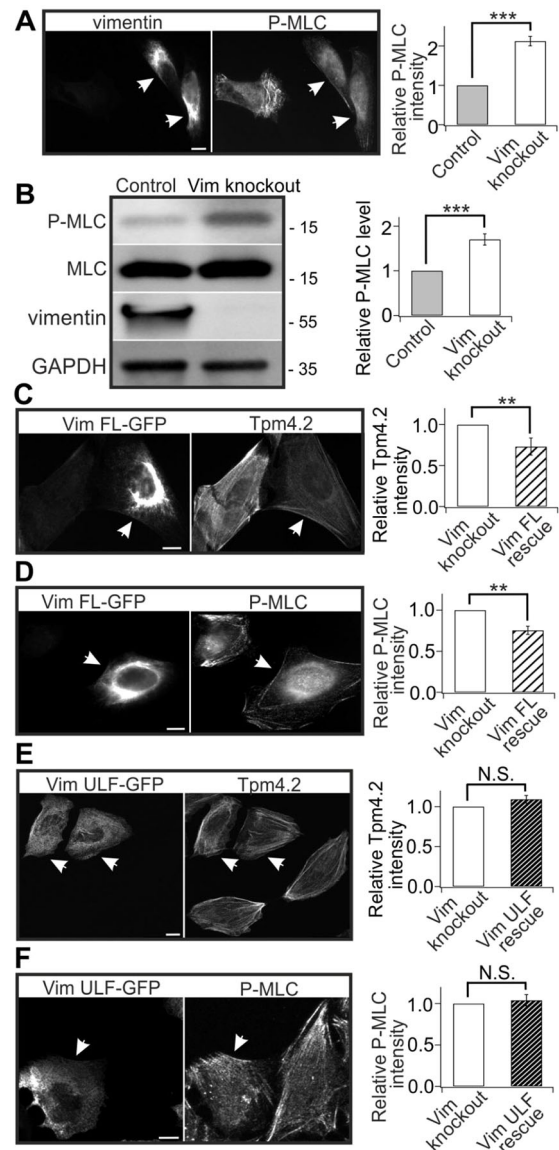 A
vimentin P-MLC
Relative P-MLC
intensity
2
1
0
***
Control
Vim
knockout
B
Control Vim knockout
P-MLC - 15
MLC - 15
vimentin - 55
GAPDH - 35
Relative P-MLC level
2
1
0
***
Control
Vim
knockout
C
Vim FL-GFP Tpm4.2
Relative Tpm4.2
intensity
1.0
0.5
0
**
Vim
knockout
Vim FL
rescue
D
Vim FL-GFP P-MLC
Relative P-MLC
intensity
1.0
0.5
0
**
Vim
knockout
Vim FL
rescue
E
Vim ULF-GFP Tpm4.2
Relative Tpm4.2
intensity
1.0
0.5
0.0
N.S.
Vim
knockout
Vim ULF
rescue
F
Vim ULF-GFP P-MLC
Relative P-MLC
intensity
1.0
0.5
0.0
N.S.
Vim
knockout
Vim ULF
rescue